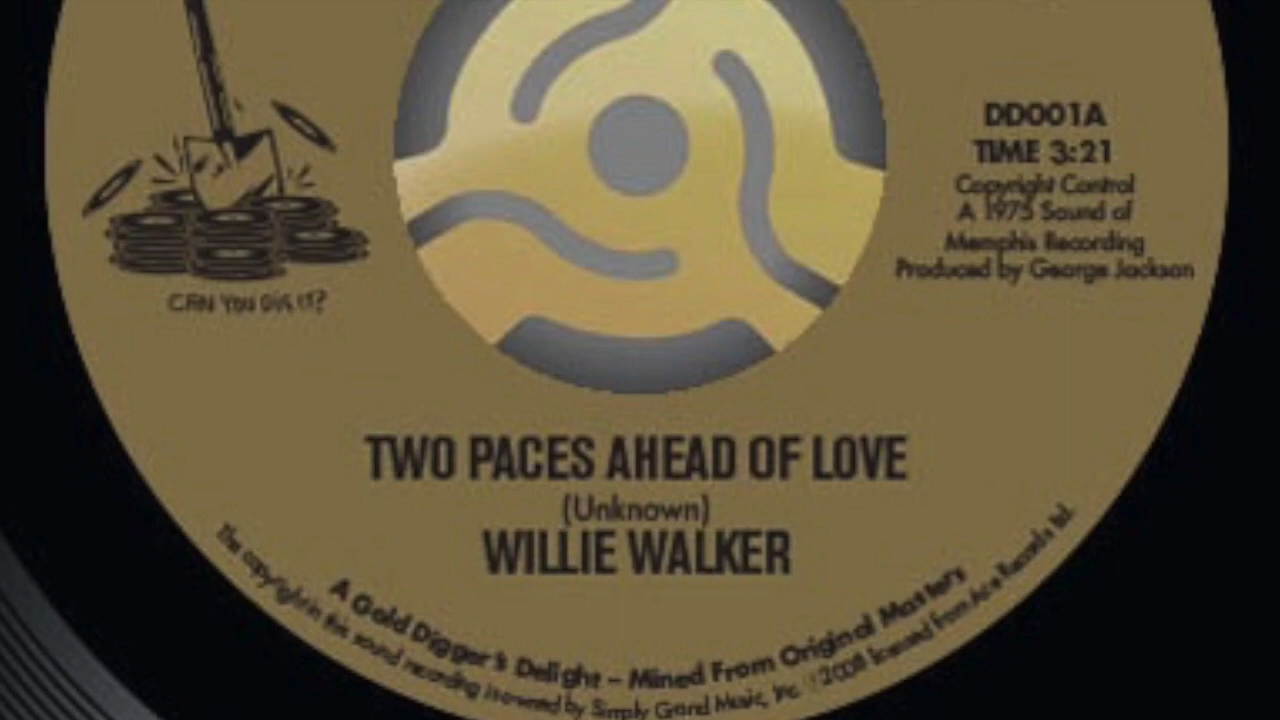 DD001A
TIME 3:21
Copyright Control
A 1975 Sound of
Memphis Recording
Produced by George Jackson
CAN YOU DIG IT?
TWO PACES AHEAD OF LOVE
(Unknown)
WILLIE WALKER
A Gold Digger's Delight – Mined From Original Masters
The copyright in this sound recording is owned by Simply Grand Music, Inc. ℗2008 licensed from Ace Records Ltd.